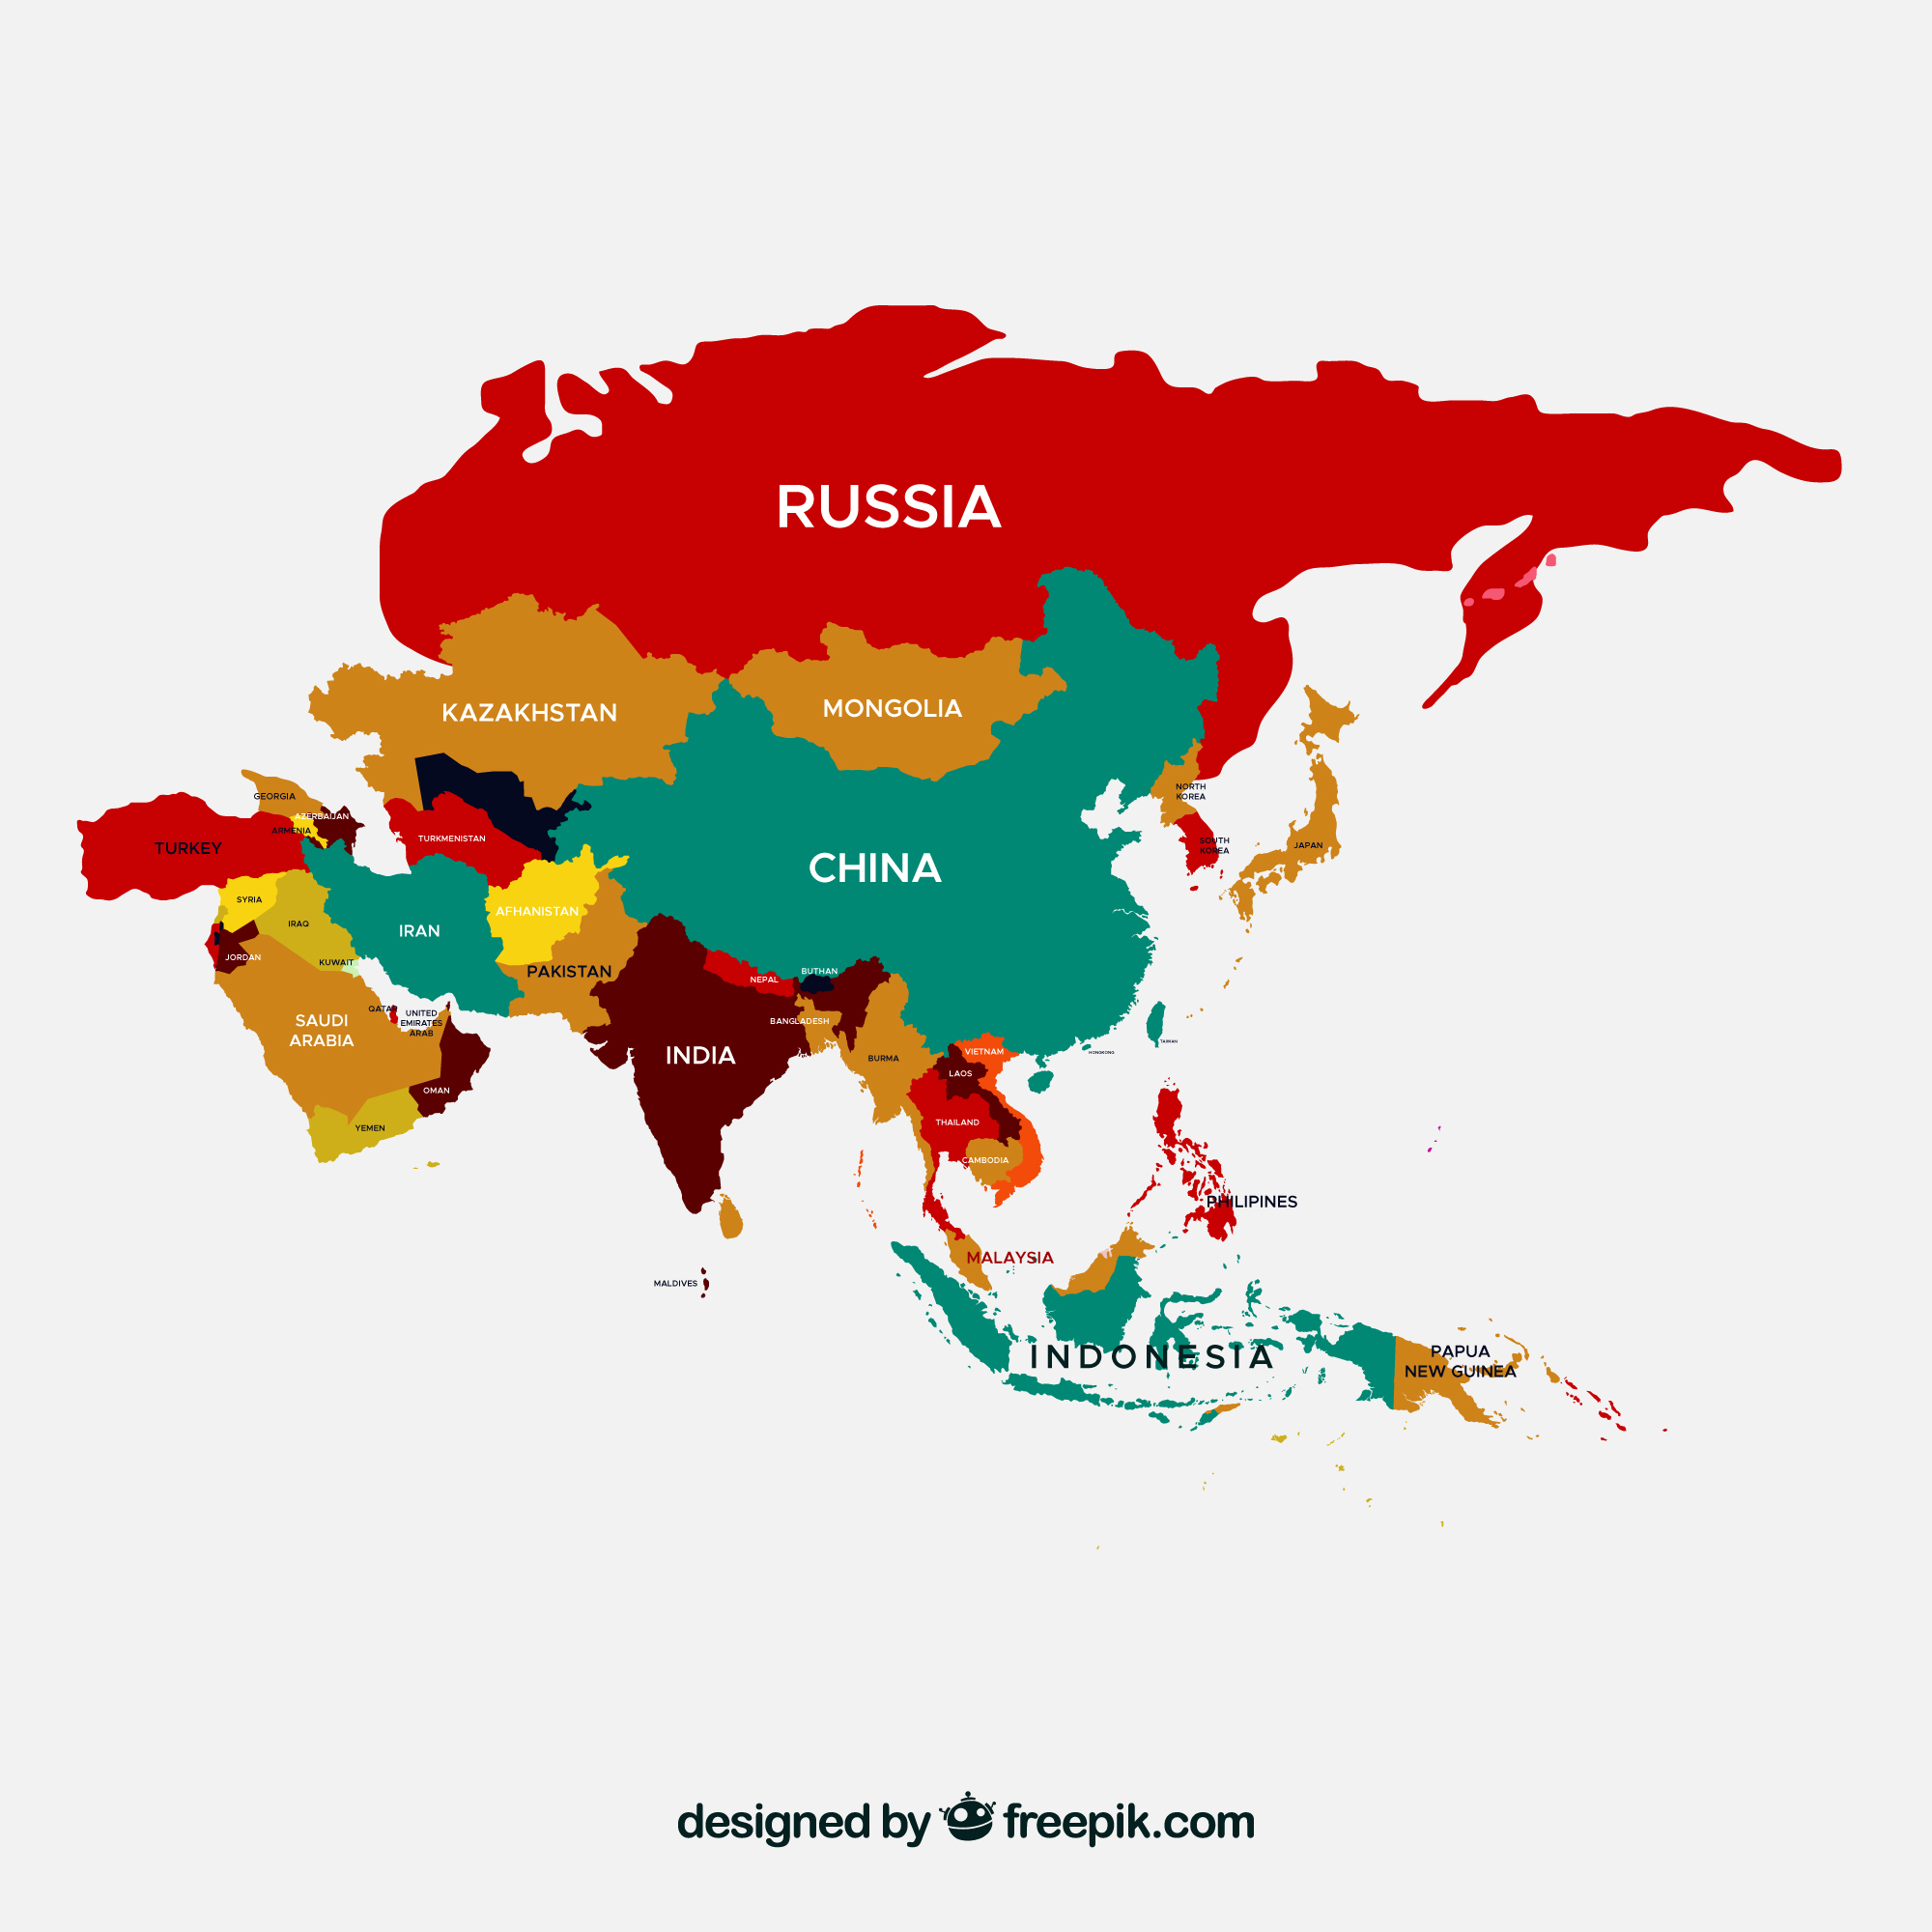 RUSSIA
KAZAKHSTAN
MONGOLIA
GEORGIA
AZERBAIJAN
ARMENIA
TURKEY
TURKMENISTAN
NORTH
KOREA
SOUTH
KOREA
JAPAN
CHINA
SYRIA
IRAQ
IRAN
AFHANISTAN
JORDAN
KUWAIT
PAKISTAN
NEPAL
BUTHAN
QATAR
UNITED
EMIRATES
ARAB
SAUDI
ARABIA
BANGLADESH
INDIA
BURMA
VIETNAM
LAOS
HONGKONG
TAIWAN
OMAN
YEMEN
THAILAND
CAMBODIA
PHILIPINES
MALAYSIA
MALDIVES
INDONESIA
PAPUA
NEW GUINEA
designed by freepik.com